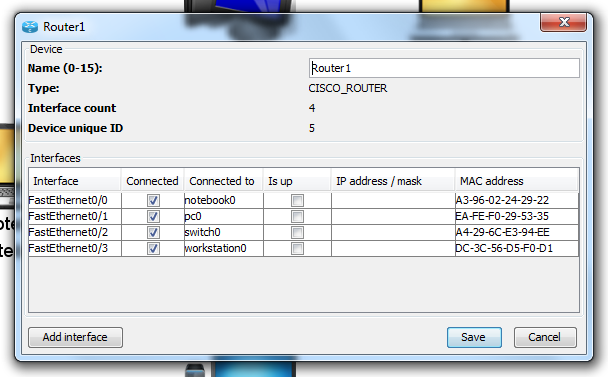 Router1
Device
Name (0-15): Router1
Type: CISCO_ROUTER
Interface count 4
Device unique ID 5
Interfaces
Interface Connected Connected to Is up IP address / mask MAC address
FastEthernet0/0 notebook0 A3-96-02-24-29-22
FastEthernet0/1 pc0 EA-FE-F0-29-53-35
FastEthernet0/2 switch0 A4-29-6C-E3-94-EE
FastEthernet0/3 workstation0 DC-3C-56-D5-F0-D1
Add interface Save Cancel